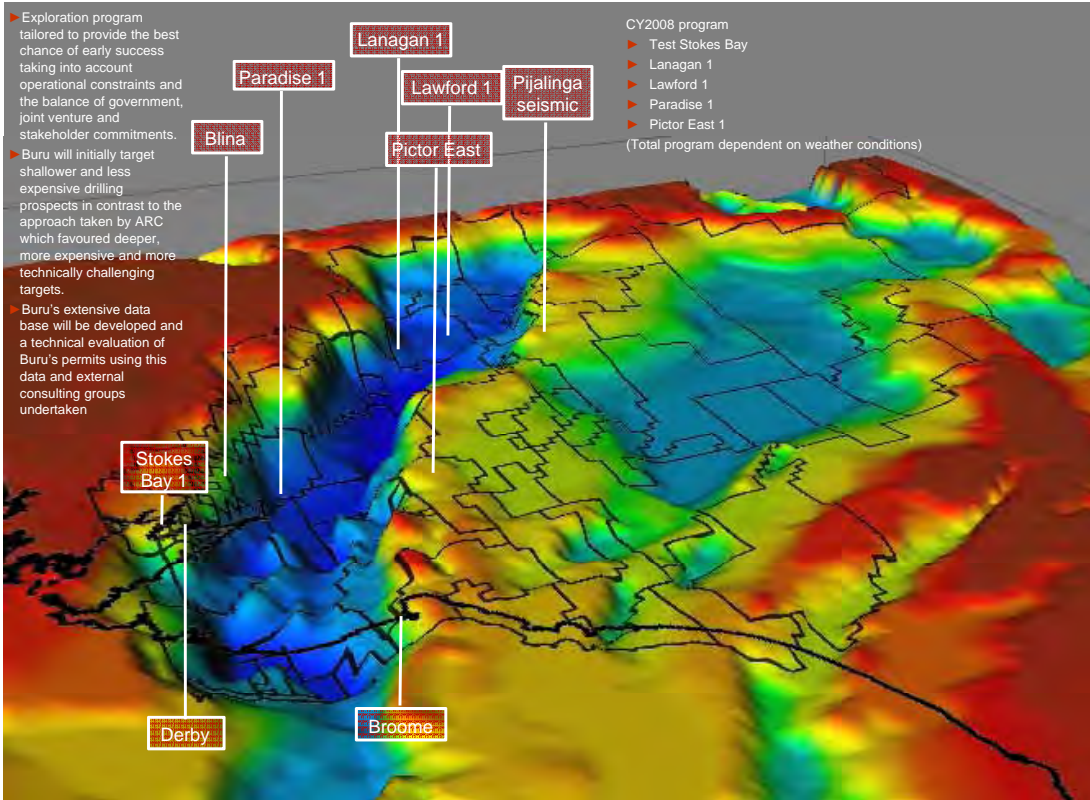 ► Exploration program
tailored to provide the best
chance of early success
taking into account
operational constraints and
the balance of government,
joint venture and
stakeholder commitments.
► Buru will initially target
shallower and less
expensive drilling
prospects in contrast to the
approach taken by ARC
which favoured deeper,
more expensive and more
technically challenging
targets.
► Buru's extensive data
base will be developed and
a technical evaluation of
Buru's permits using this
data and external
consulting groups
undertaken
CY2008 program
► Test Stokes Bay
► Lanagan 1
► Lawford 1
► Paradise 1
► Pictor East 1
(Total program dependent on weather conditions)
Lanagan 1
Paradise 1
Lawford 1
Pijalinga
seismic
Blina
Pictor East
Stokes
Bay 1
Derby
Broome